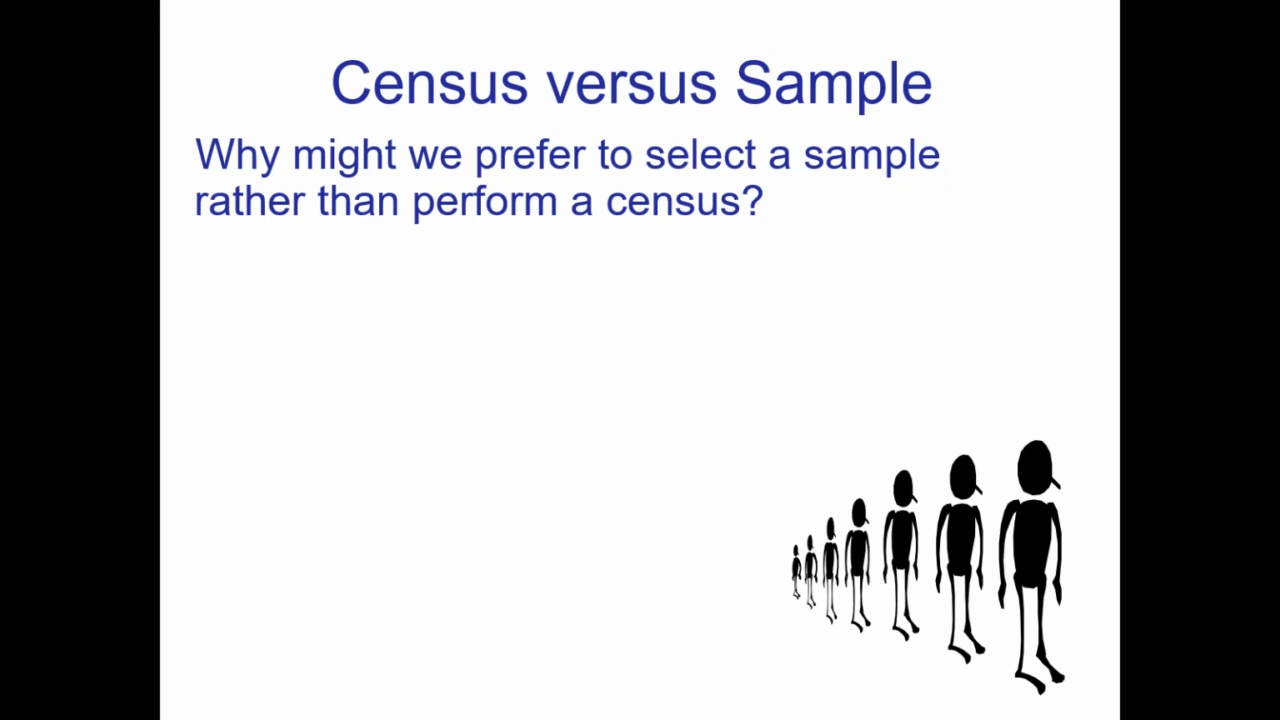 Census versus Sample
Why might we prefer to select a sample
rather than perform a census?